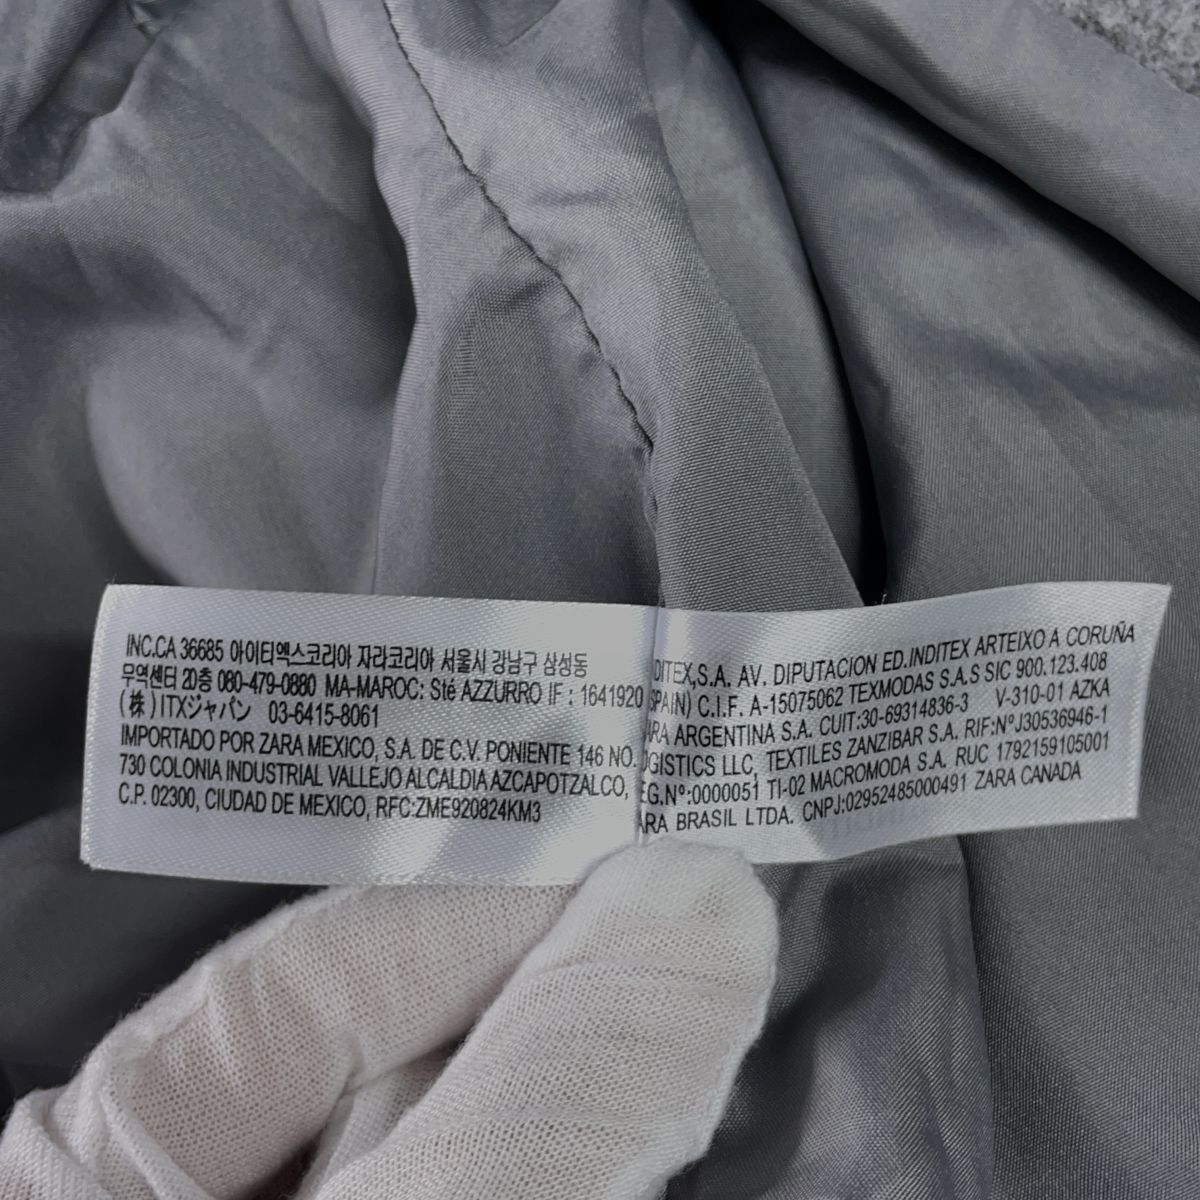 INC.CA 36685 아이티엑스코리아 자라코리아 서울시 강남구 삼성동
무역센터 20층 080-479-0880 MA-MAROC: Sté AZZURRO IF : 1641920
(株)ITXジャパン 03-6415-8061
IMPORTADO POR ZARA MEXICO, S.A. DE C.V. PONIENTE 146 NO.
730 COLONIA INDUSTRIAL VALLEJO ALCALDIA AZCAPOTZALCO,
C.P. 02300, CIUDAD DE MEXICO, RFC:ZME920824KM3
NDITEX,S.A. AV. DIPUTACION ED.INDITEX ARTEIXO A CORUÑA
SPAIN) C.I.F. A-15075062 TEXMODAS S.A.S SIC 900.123.408
ARA ARGENTINA S.A. CUIT:30-69314836-3 V-310-01 AZKA
OGISTICS LLC, TEXTILES ZANZIBAR S.A. RIF:NºJ30536946-1
EG.Nº:0000051 TI-02 MACROMODA S.A. RUC 1792159105001
ARA BRASIL LTDA. CNPJ:02952485000491 ZARA CANADA